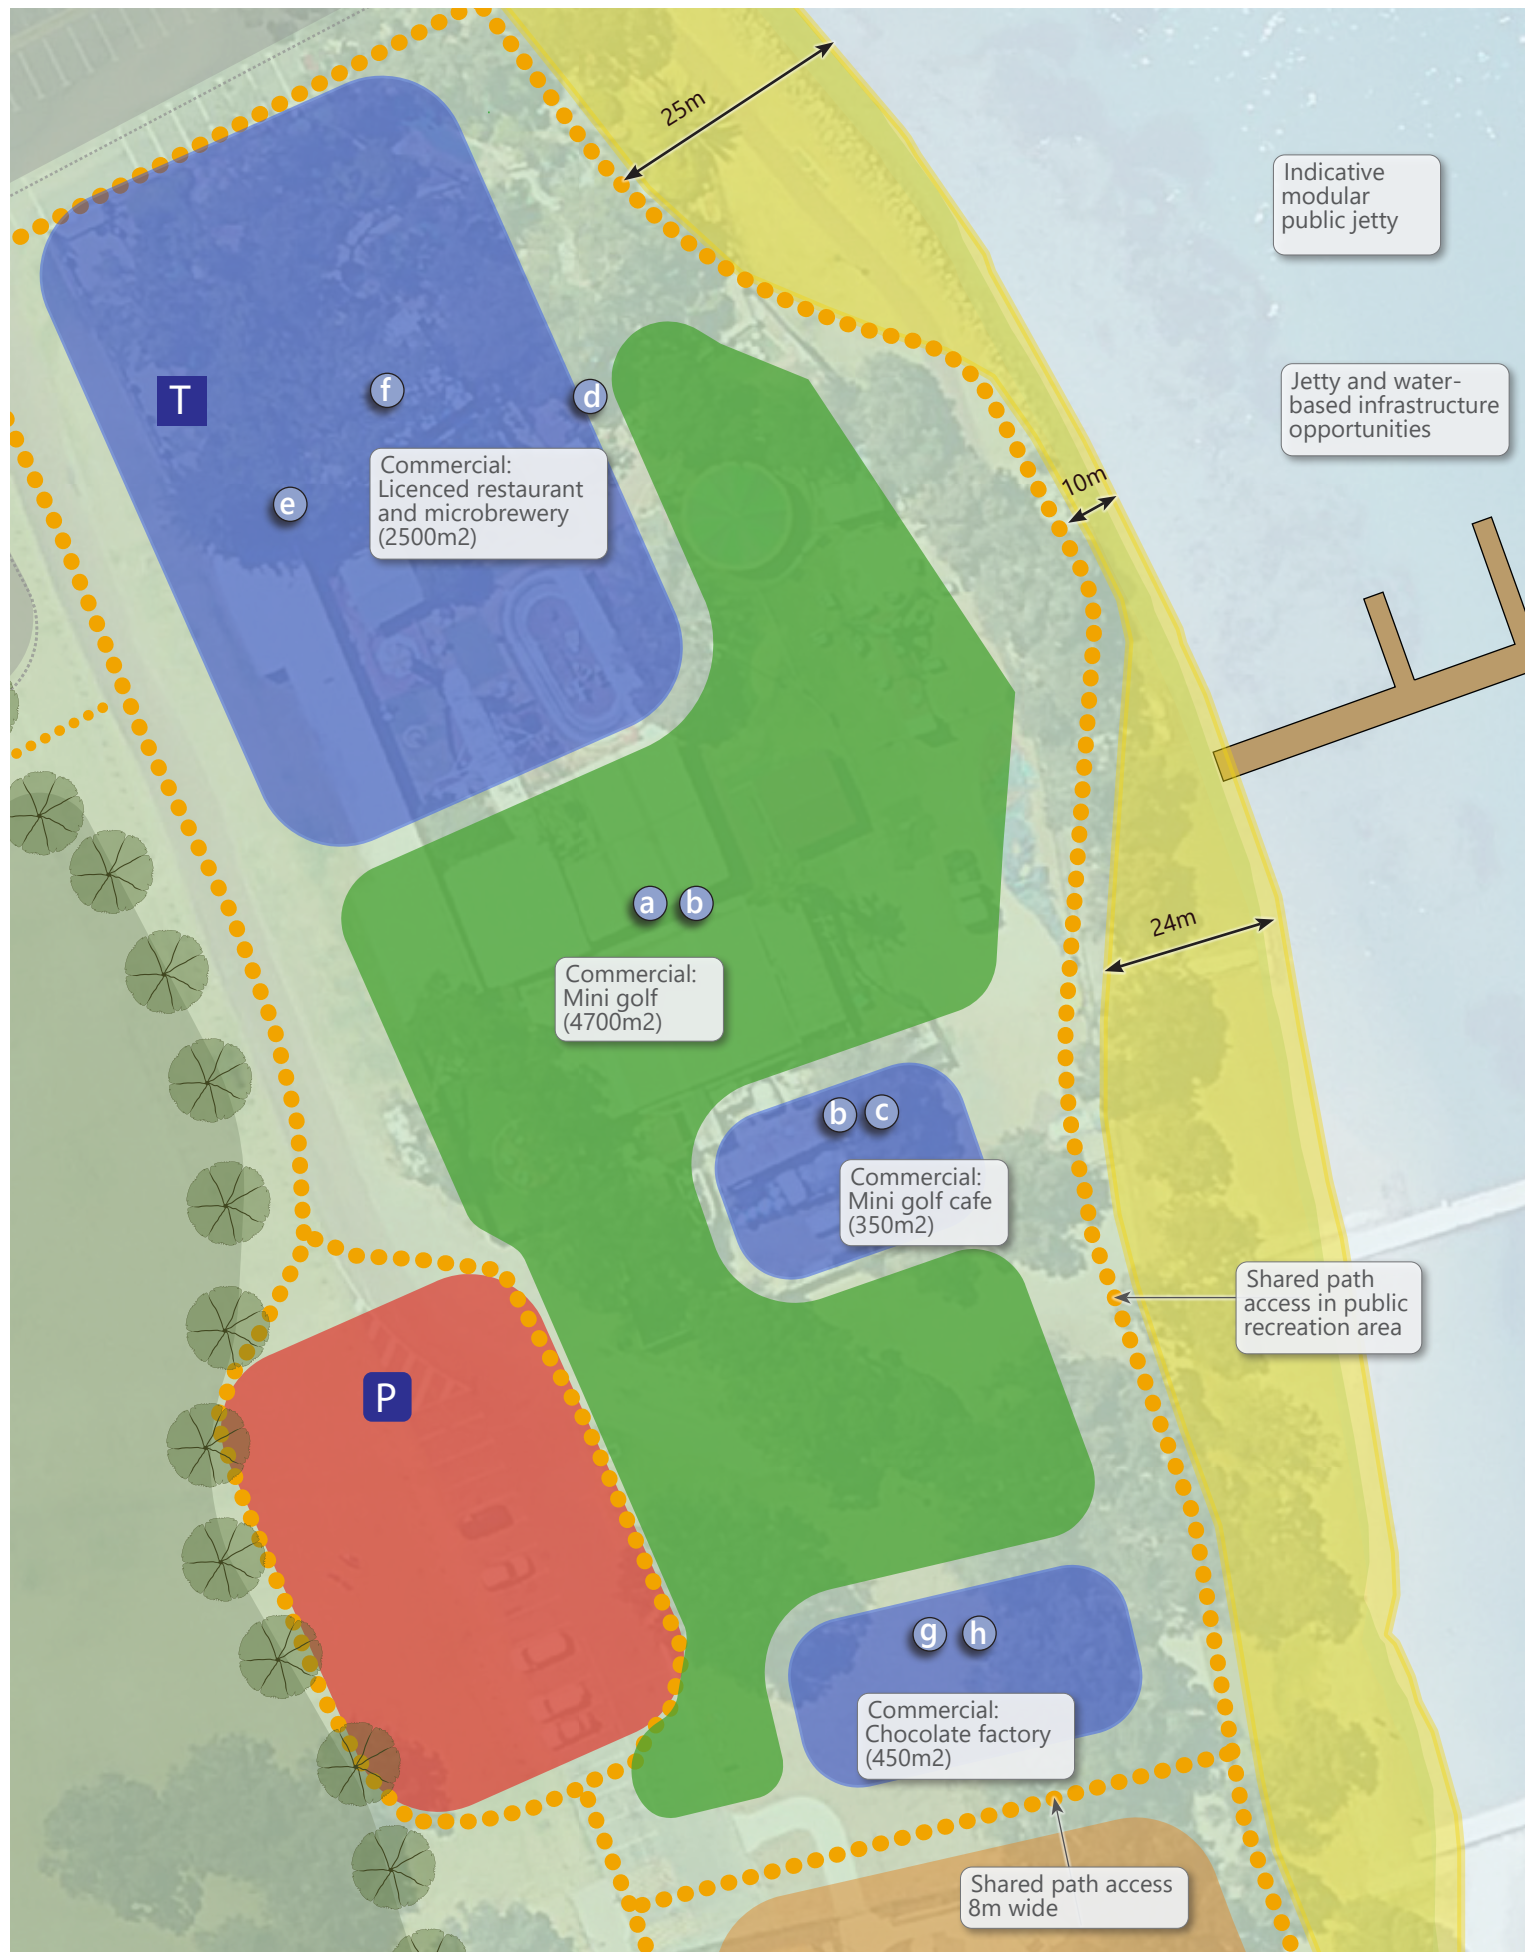 25m
Indicative
modular
public jetty
Jetty and water-
based infrastructure
opportunities
T
f
d
e
Commercial:
Licenced restaurant
and microbrewery
(2500m2)
10m
a b
Commercial:
Mini golf
(4700m2)
24m
b c
Commercial:
Mini golf cafe
(350m2)
Shared path
access in public
recreation area
P
g h
Commercial:
Chocolate factory
(450m2)
Shared path access
8m wide